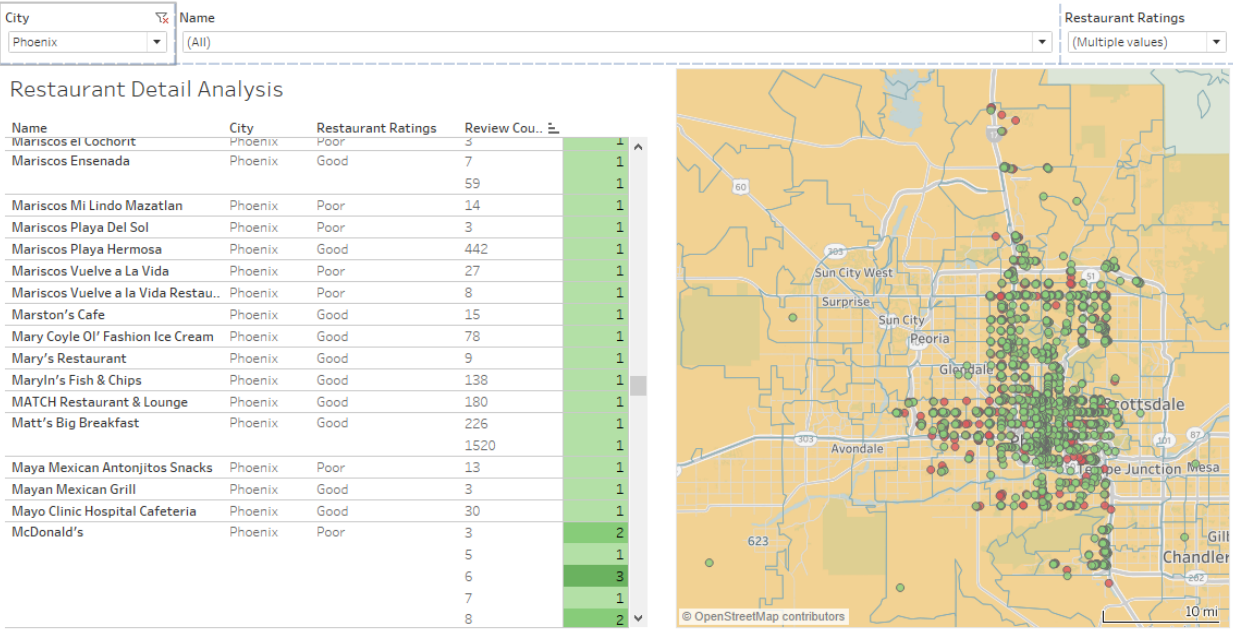 City
Name
Restaurant Ratings
Phoenix
(All)
(Multiple values)
Restaurant Detail Analysis
Name City Restaurant Ratings Review Cou..
Mariscos el Cochorit Phoenix Poor 3 1
Mariscos Ensenada Phoenix Good 7 1
59 1
Mariscos Mi Lindo Mazatlan Phoenix Poor 14 1
Mariscos Playa Del Sol Phoenix Poor 3 1
Mariscos Playa Hermosa Phoenix Good 442 1
Mariscos Vuelve a La Vida Phoenix Poor 27 1
Mariscos Vuelve a la Vida Restau.. Phoenix Poor 8 1
Marston's Cafe Phoenix Good 15 1
Mary Coyle Ol' Fashion Ice Cream Phoenix Good 78 1
Mary's Restaurant Phoenix Good 9 1
Maryln's Fish & Chips Phoenix Good 138 1
MATCH Restaurant & Lounge Phoenix Good 180 1
Matt's Big Breakfast Phoenix Good 226 1
1520 1
Maya Mexican Antonjitos Snacks Phoenix Poor 13 1
Mayan Mexican Grill Phoenix Good 3 1
Mayo Clinic Hospital Cafeteria Phoenix Good 30 1
McDonald's Phoenix Poor 3 2
5 1
6 3
7 1
8 2
17
60
303
Sun City West
51
Surprise
Sun City
Peoria
Glendale
ottsdale
303
Avondale
101
87
Junction
Mesa
623
Gilb
Chandler
202
10 mi
© OpenStreetMap contributors